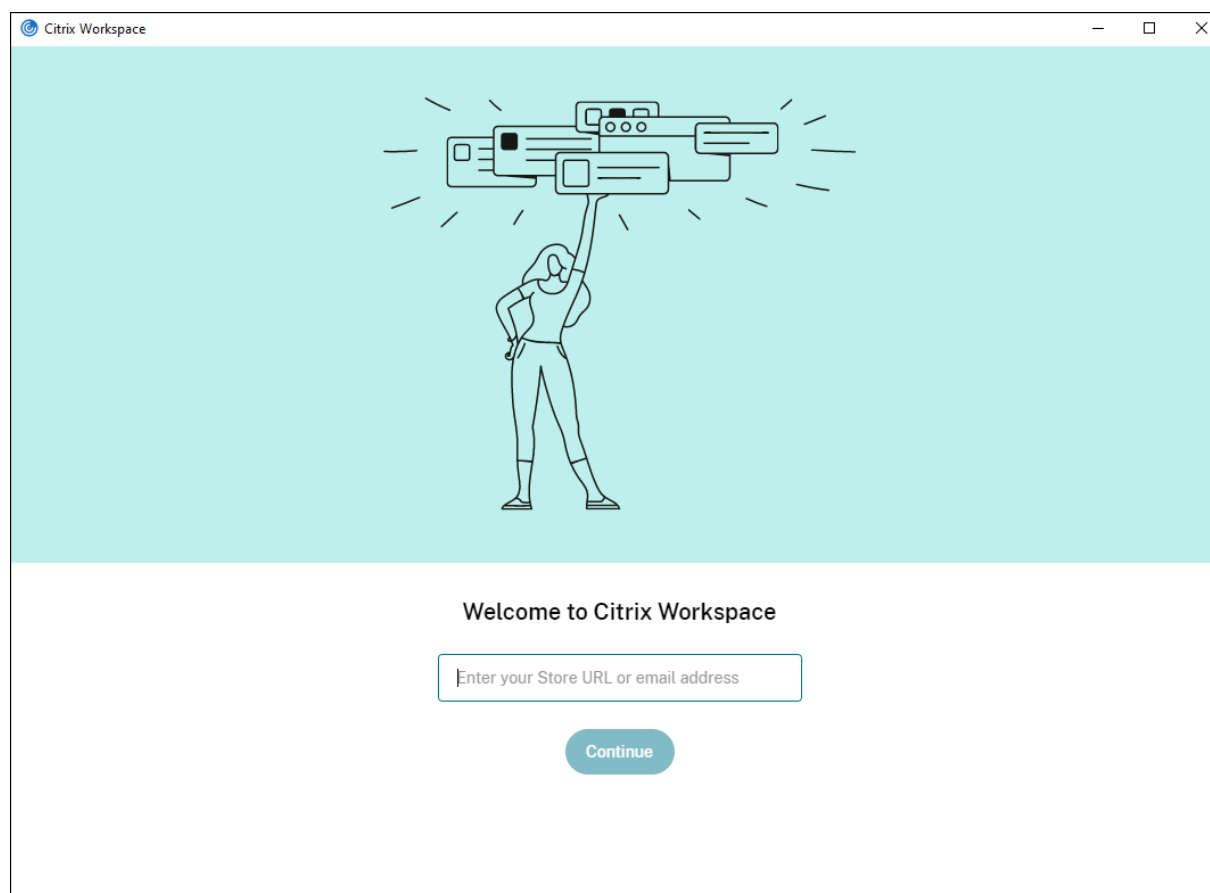 Citrix Workspace
Welcome to Citrix Workspace
Enter your Store URL or email address
Continue